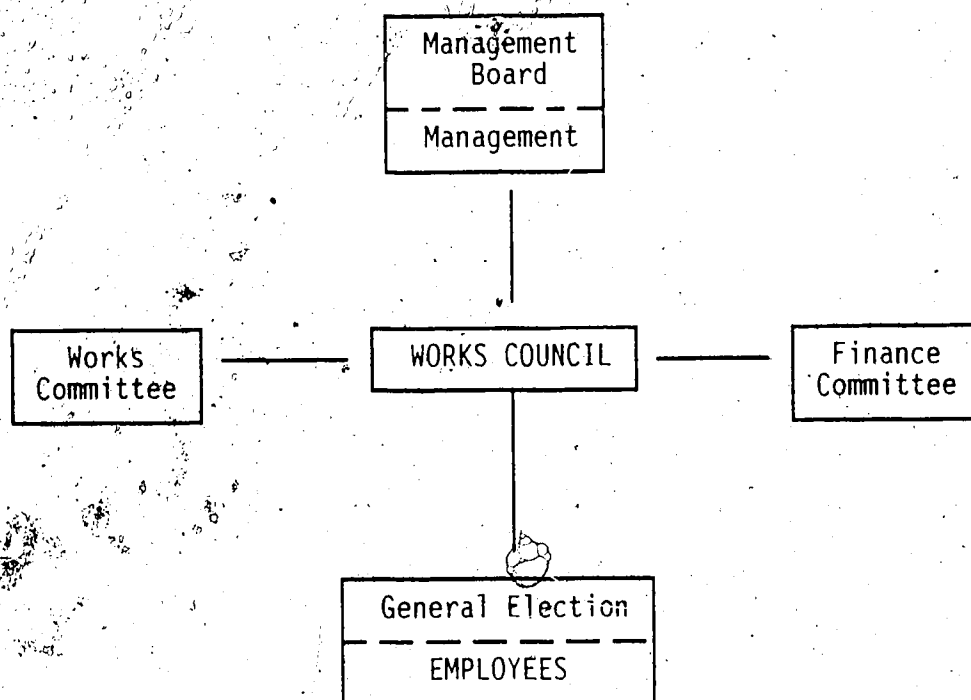 Management
Board
Management
Works
Committee
WORKS COUNCIL
Finance
Committee
General Election
EMPLOYEES